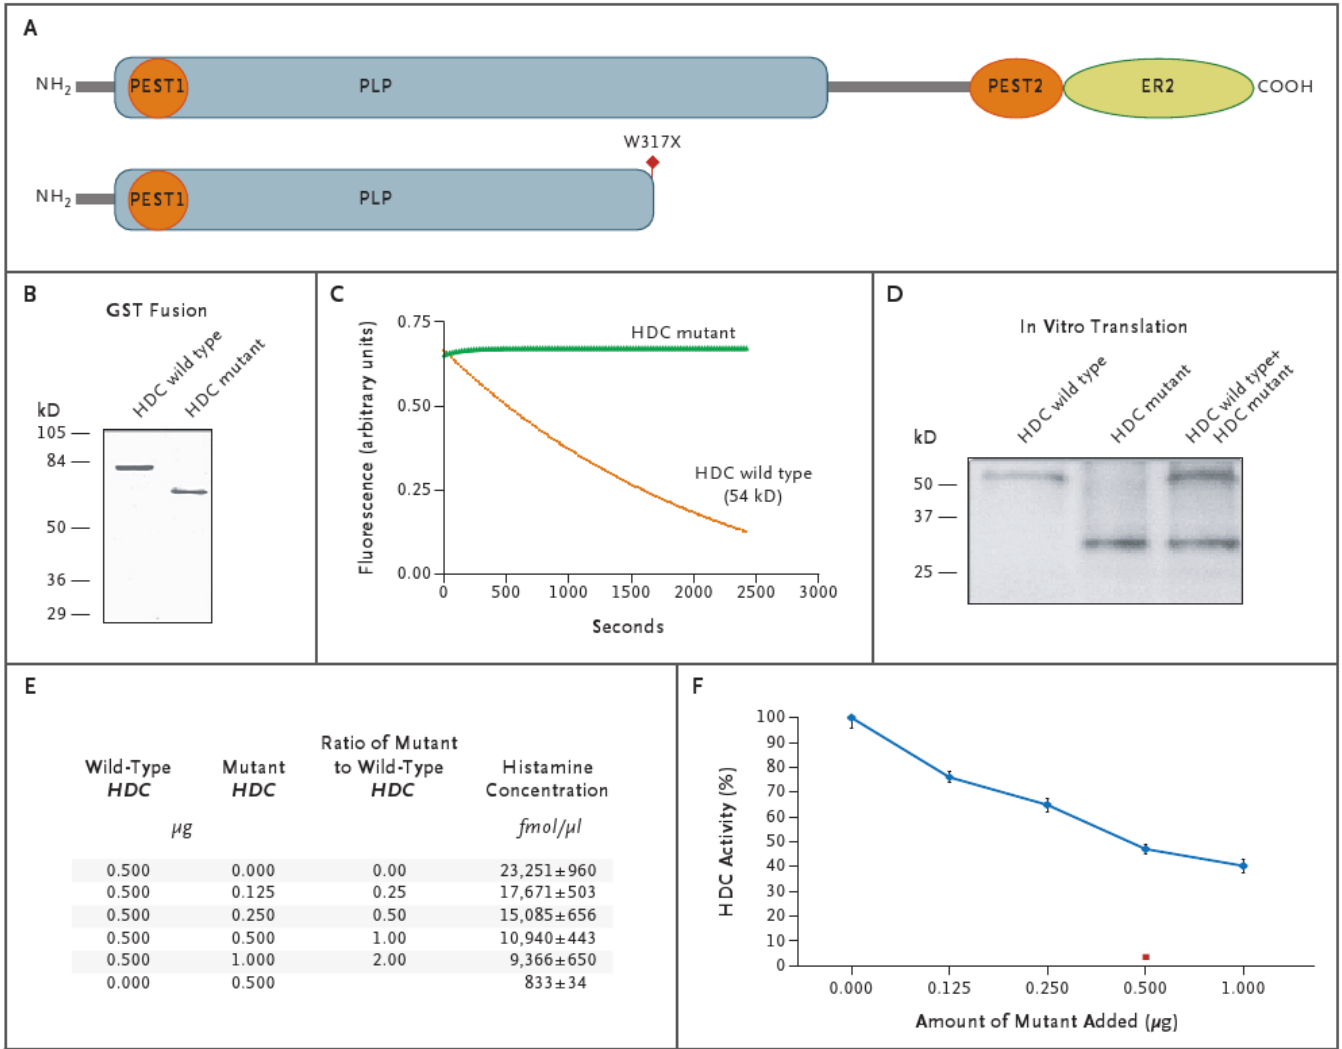 A
NH2 PEST1 PLP PEST2 ER2 COOH
W317X
NH2 PEST1 PLP
B
GST Fusion
HDC wild type
HDC mutant
kD
105
84
50
36
29
C
Fluorescence (arbitrary units)
0.75
0.50
0.25
0.00
HDC mutant
HDC wild type
(54 kD)
0 500 1000 1500 2000 2500 3000
Seconds
D
In Vitro Translation
HDC wild type
HDC mutant
HDC wild type+
HDC mutant
kD
50
37
25
E
Ratio of Mutant
Wild-Type Mutant to Wild-Type Histamine
HDC HDC HDC Concentration
µg fmol/µl
0.500 0.000 0.00 23,251±960
0.500 0.125 0.25 17,671±503
0.500 0.250 0.50 15,085±656
0.500 0.500 1.00 10,940±443
0.500 1.000 2.00 9,366±650
0.000 0.500 833±34
F
HDC Activity (%)
100
90
80
70
60
50
40
30
20
10
0
0.000 0.125 0.250 0.500 1.000
Amount of Mutant Added (µg)